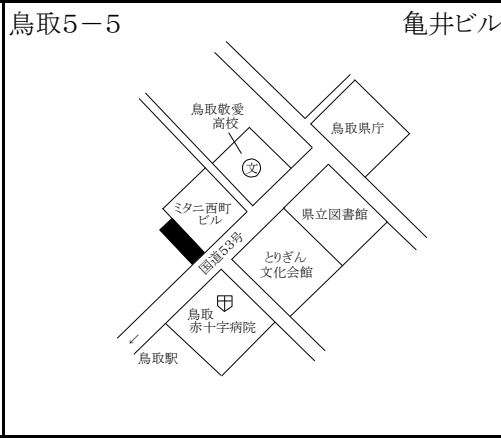 鳥取5－5
亀井ビル
鳥取敬愛
高校
文
鳥取県庁
ミタニ西町
ビル
県立図書館
国道53号
とりぎん
文化会館
鳥取
赤十字病院
←
鳥取駅